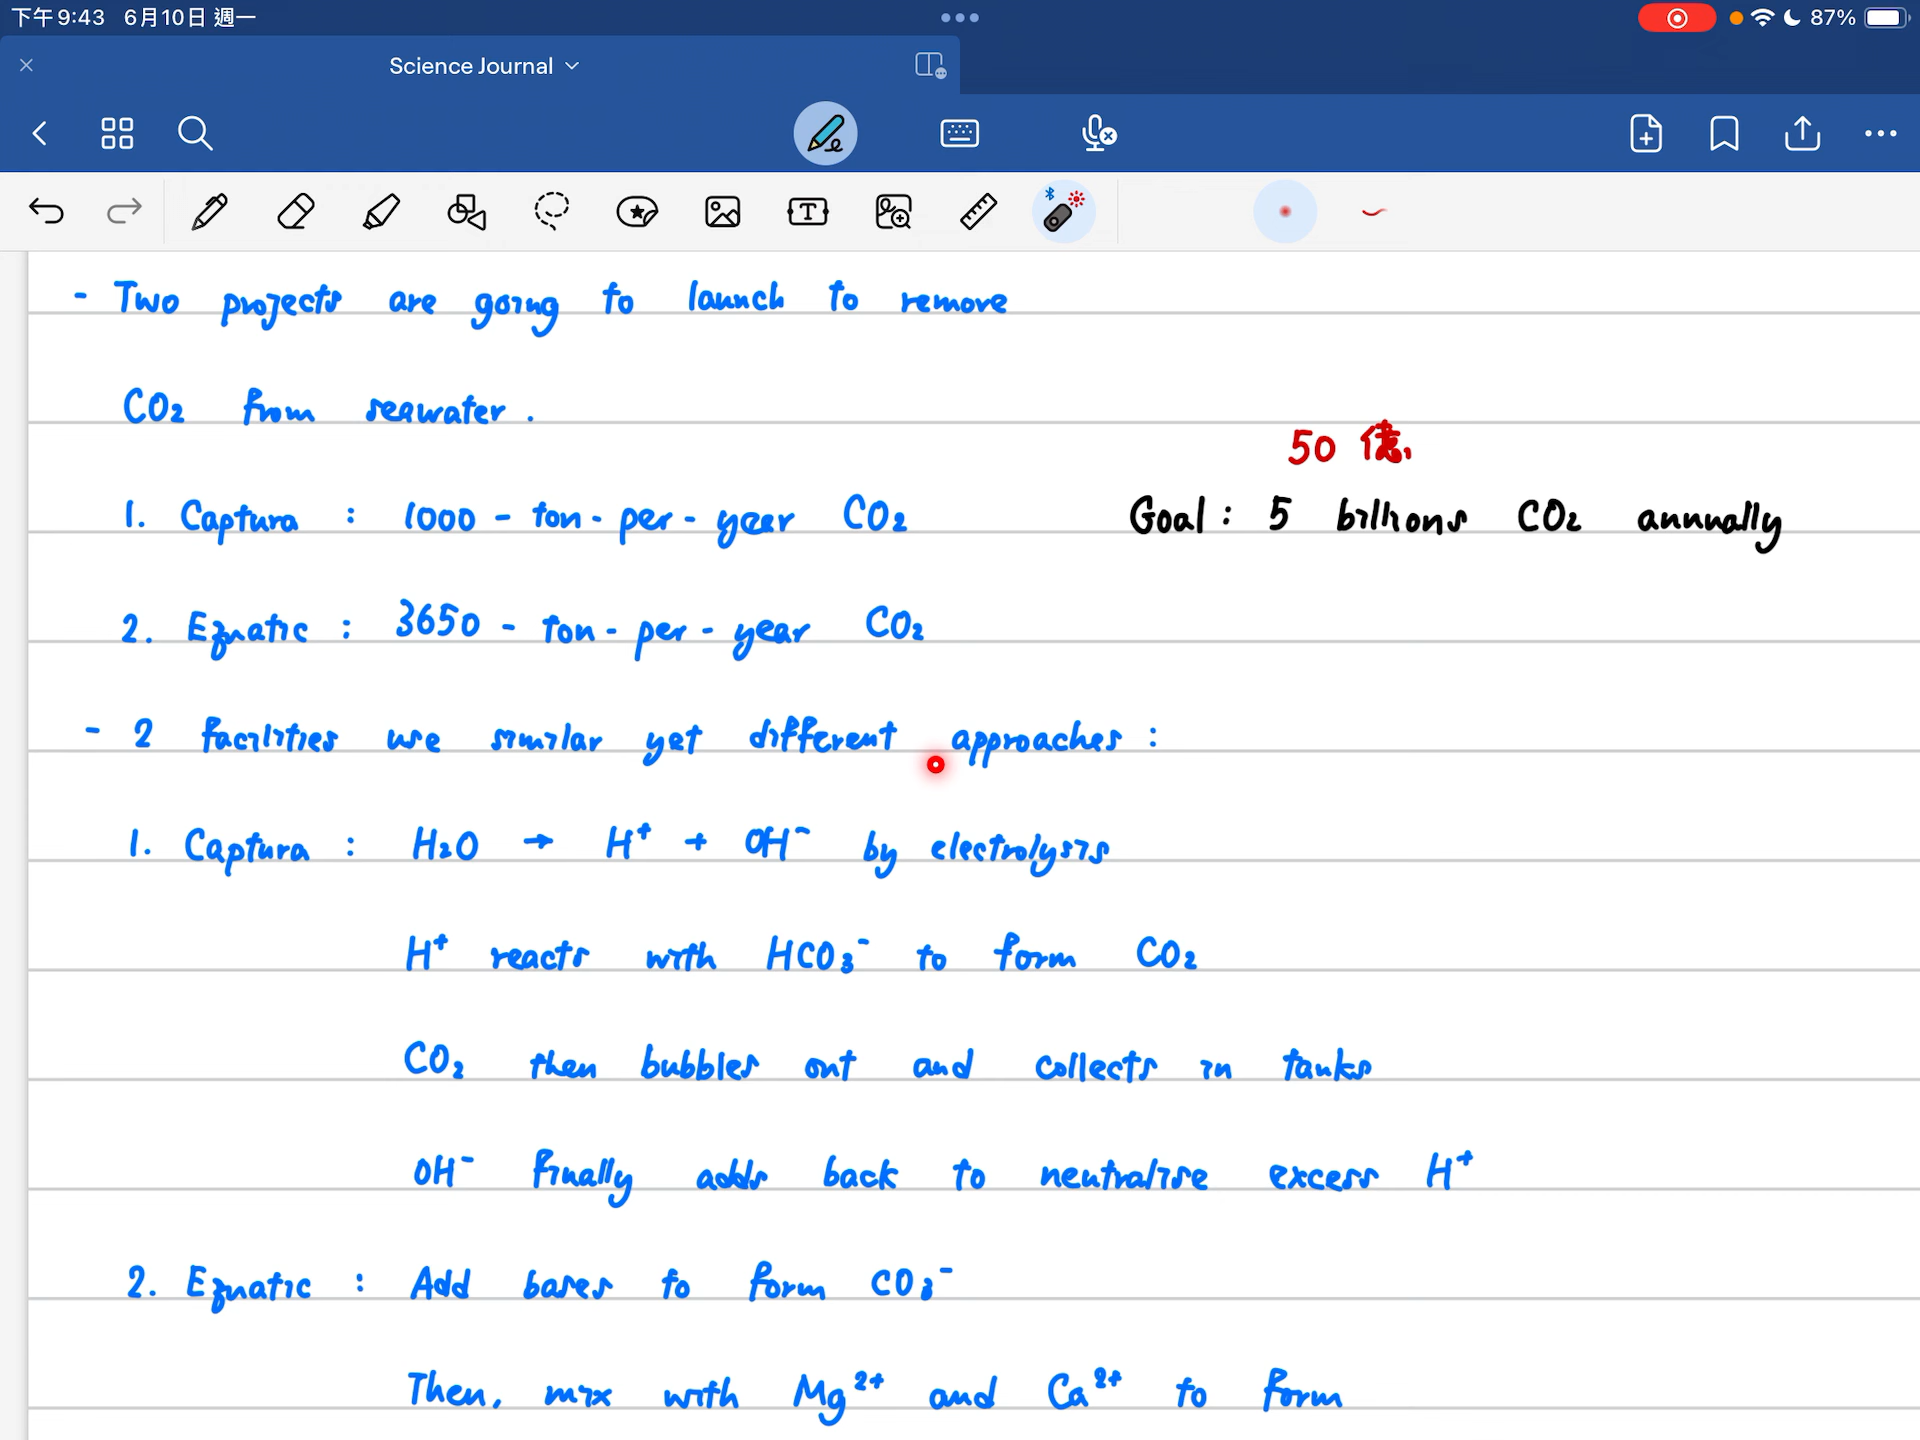 下午9:43 6月10日 週一
87%
Science Journal
- Two projects are going to launch to remove
CO₂ from seawater.
50 億
1. Captura : 1000-ton-per-year CO₂
Goal : 5 billions CO₂ annually
2. Equatic : 3650-ton-per-year CO₂
- 2 facilities use similar yet different approaches :
1. Captura : H₂O → H⁺ + OH⁻ by electrolysis
H⁺ reacts with HCO₃⁻ to form CO₂
CO₂ then bubbles out and collects in tanks
OH⁻ finally adds back to neutralise excess H⁺
2. Equatic : Add bases to form CO₃⁻
Then, mix with Mg²⁺ and Ca²⁺ to form